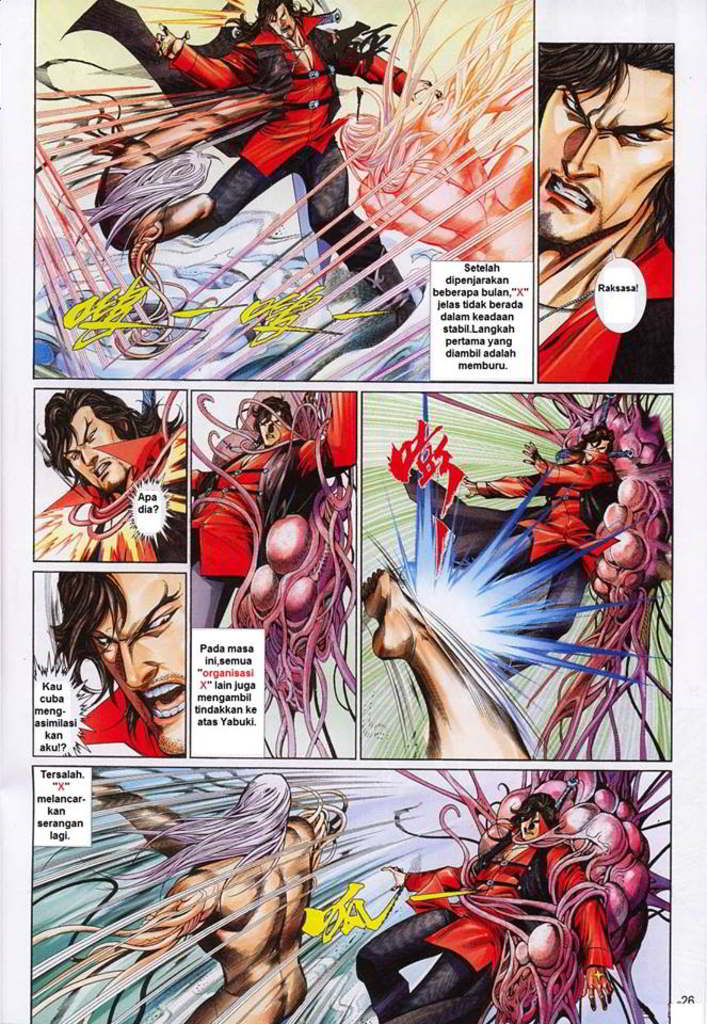 Setelah
dipenjarakan
beberapa bulan,"X"
jelas tidak berada
dalam keadaan
stabil.Langkah
pertama yang
diambil adalah
memburu.
Raksasa!
Apa
dia?
Kau
cuba
meng-
asimilasi
kan
aku!?
Pada masa
ini,semua
"organisasi
X" lain juga
mengambil
tindakkan ke
atas Yabuki.
Tersalah.
"X"
melancar-
kan
serangan
lagi.
-26